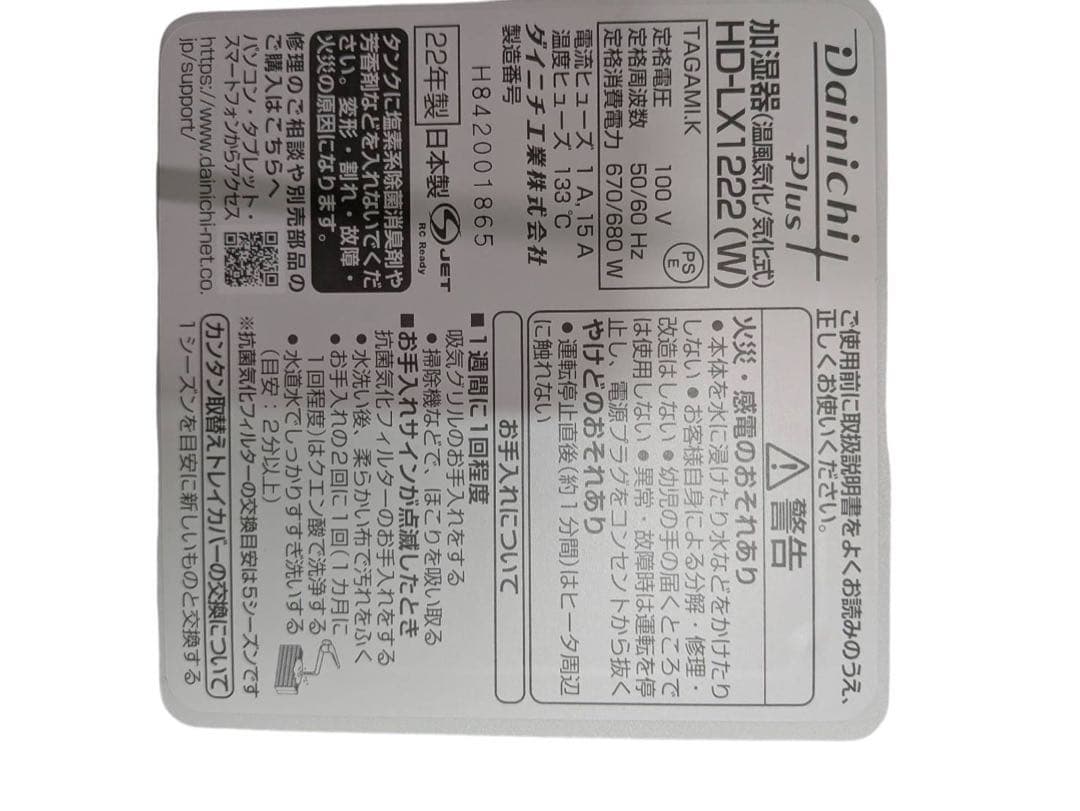 Dainichi
Plus
加湿器(温風気化/気化式)
HD-LX1222(W)
TAGAMI.K
PS
E
定格電圧 100 V
定格周波数 50/60 Hz
定格消費電力 670/680 W
電流ヒューズ 1 A,15 A
温度ヒューズ 133℃
ダイニチ工業株式会社
製造番号
H842001865
22年製 日本製
JET
RC Ready
タンクに塩素系除菌消臭剤や
芳香剤などを入れないでくだ
さい。変形・割れ・故障・
火災の原因になります。
修理のご相談や別売部品の
ご購入はこちらへ
パソコン・タブレット・
スマートフォンからアクセス
https://www.dainichi-net.co.
jp/support/
ご使用前に取扱説明書をよくお読みのうえ、
正しくお使いください。
警告
火災・感電のおそれあり
●本体を水に浸けたり水などをかけたり
しない ●お客様自身による分解・修理・
改造はしない ●幼児の手の届くところで
は使用しない ●異常・故障時は運転を停
止し、電源プラグをコンセントから抜く
やけどのおそれあり
●運転停止直後(約1分間)はヒータ周辺
に触れない
お手入れについて
■1週間に1回程度
吸気グリルのお手入れをする
●掃除機などで、ほこりを吸い取る
■お手入れサインが点滅したとき
抗菌気化フィルターのお手入れをする
●水洗い後、柔らかい布で汚れをふく
●お手入れの2回に1回(1カ月に
1回程度)はクエン酸で洗浄する
●水道水でしっかりすすぎ洗いする
(目安：2分以上)
※抗菌気化フィルターの交換目安は5シーズンです
カンタン取替えトレイカバーの交換について
1シーズンを目安に新しいものと交換する